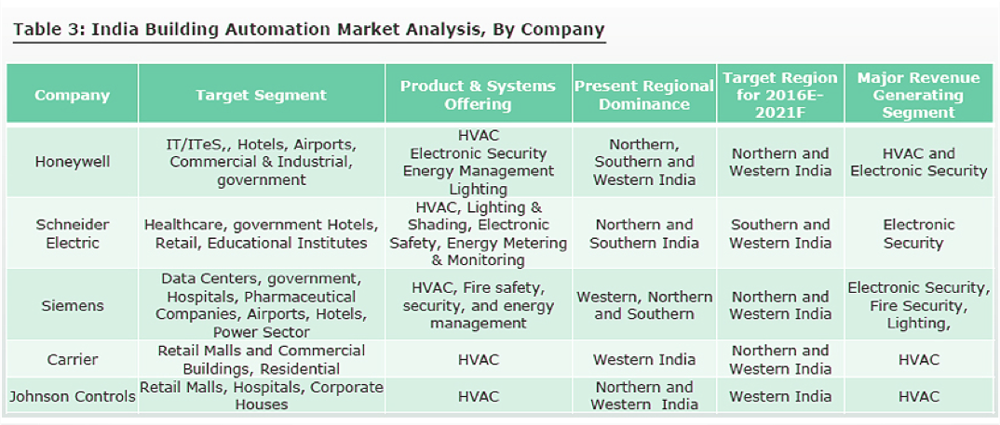 Table 3: India Building Automation Market Analysis, By Company
Company
Target Segment
Product & Systems
Offering
Present Regional
Dominance
Target Region
for 2016E-
2021F
Major Revenue
Generating
Segment
Honeywell
IT/ITeS,, Hotels, Airports,
Commercial & Industrial,
government
HVAC
Electronic Security
Energy Management
Lighting
Northern,
Southern and
Western India
Northern and
Western India
HVAC and
Electronic Security
Schneider
Electric
Healthcare, government Hotels,
Retail, Educational Institutes
HVAC, Lighting &
Shading, Electronic
Safety, Energy Metering
& Monitoring
Northern and
Southern India
Southern and
Western India
Electronic
Security
Siemens
Data Centers, government,
Hospitals, Pharmaceutical
Companies, Airports, Hotels,
Power Sector
HVAC, Fire safety,
security, and energy
management
Western, Northern
and Southern
Northern and
Western India
Electronic Security,
Fire Security,
Lighting,
Carrier
Retail Malls and Commercial
Buildings, Residential
HVAC
Western India
Northern and
Western India
HVAC
Johnson Controls
Retail Malls, Hospitals, Corporate
Houses
HVAC
Northern and
Western India
Western India
HVAC